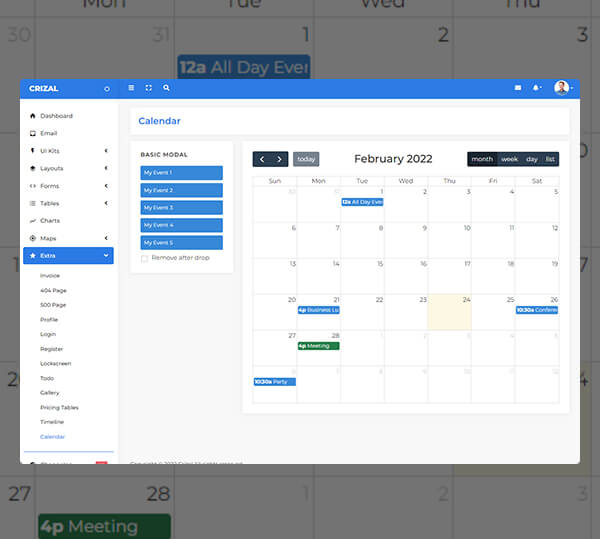 Mon Tue Wed Thu
30 31 1 2 3
12a All Day Even
CRIZAL
Dashboard
Email
UI Kits
Layouts
Forms
Tables
Charts
Maps
Extra
Invoice
404 Page
500 Page
Profile
Login
Register
Lockscreen
Todo
Gallery
Pricing Tables
Timeline
Calendar
Calendar
BASIC MODAL
My Event 1
My Event 2
My Event 3
My Event 4
My Event 5
Remove after drop
today
February 2022
month week day list
Sun Mon Tue Wed Thu Fri Sat
30 31 1 2 3 4 5
12a All Day Even
6 7 8 9 10 11 12
13 14 15 16 17 18 19
20 21 22 23 24 25 26
4p Business Lu
10:30a Conferen
27 28 1 2 3 4 5
4p Meeting
6 7 8 9 10 11 12
10:30a Party
27 28 1 2 3
4p Meeting